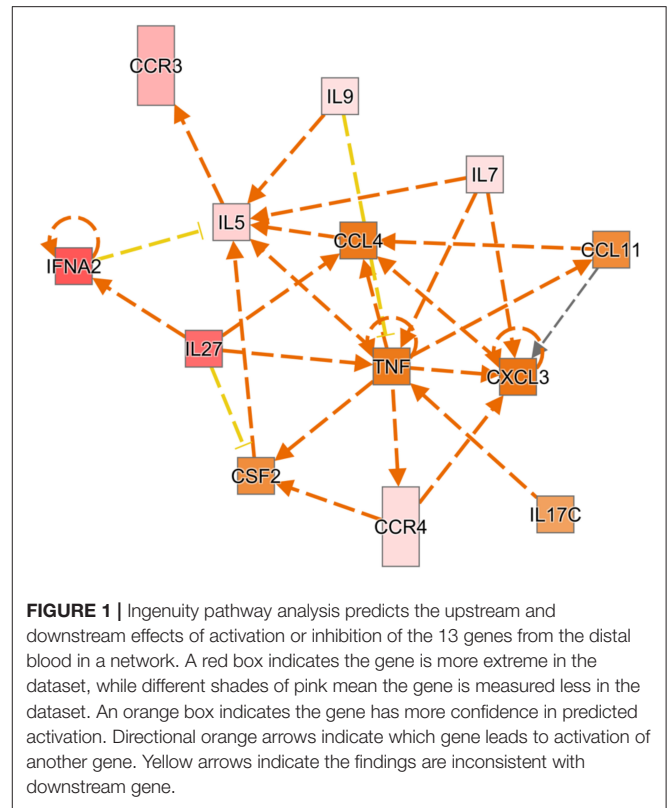 CCR3
IL9
IL7
IL5
CCL4
CCL11
IFNA2
IL27
TNF
CXCL3
CSF2
CCR4
IL17C
FIGURE 1 | Ingenuity pathway analysis predicts the upstream and
downstream effects of activation or inhibition of the 13 genes from the distal
blood in a network. A red box indicates the gene is more extreme in the
dataset, while different shades of pink mean the gene is measured less in the
dataset. An orange box indicates the gene has more confidence in predicted
activation. Directional orange arrows indicate which gene leads to activation of
another gene. Yellow arrows indicate the findings are inconsistent with
downstream gene.